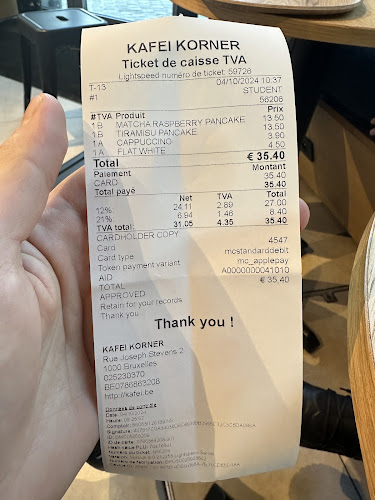 KAFEI KORNER
Ticket de caisse TVA
Lightspeed numéro de ticket: 59726
T-13 04/10/2024 10:37
#1 STUDENT
56208
#TVA Produit Prix
1 B MATCHA RASPBERRY PANCAKE 13.50
1 B TIRAMISU PANCAKE 13.50
1 A CAPPUCCINO 3.90
1 A FLAT WHITE 4.50
Total € 35.40
Paiement Montant
CARD 35.40
Total payé 35.40
Net TVA Total
12% 24.11 2.89 27.00
21% 6.94 1.46 8.40
TVA total: 31.05 4.35 35.40
CARDHOLDER COPY
Card 4547
Card type mcstandarddebit
Token payment variant mc_applepay
AID A0000000041010
TOTAL € 35.40
APPROVED
Retain for your records
Thank you
Thank you !
KAFEI KORNER
Rue Joseph Stevens 2
1000 Bruxelles
025230370
BE0786863208
http://kafei.be
Données de contrôle